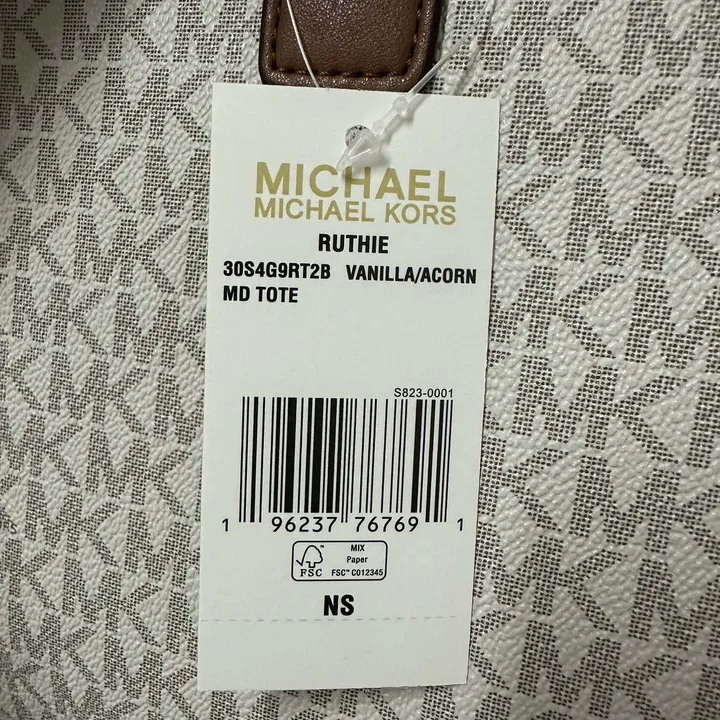 MICHAEL
MICHAEL KORS
RUTHIE
30S4G9RT2B VANILLA/ACORN
MD TOTE
S823-0001
1 96237 76769 1
FSC
MIX
Paper
FSC™ C012345
NS